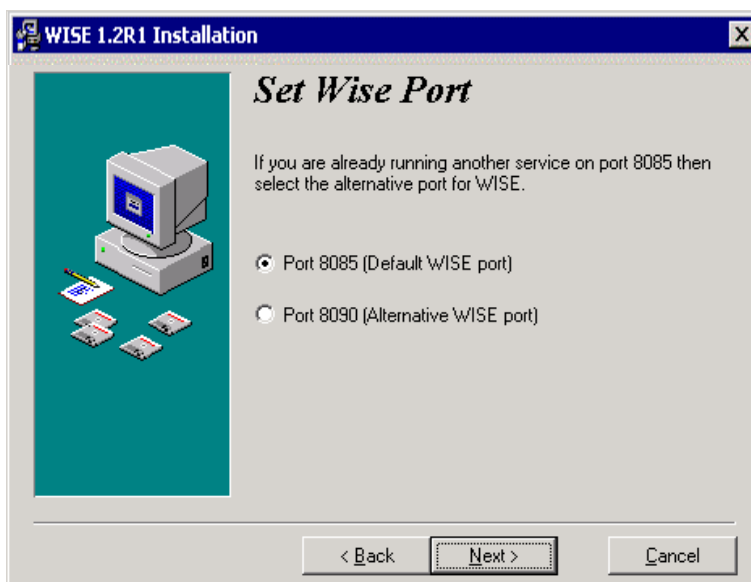 WISE 1.2R1 Installation
Set Wise Port
If you are already running another service on port 8085 then
select the alternative port for WISE.
Port 8085 (Default WISE port)
Port 8090 (Alternative WISE port)
< Back
Next >
Cancel